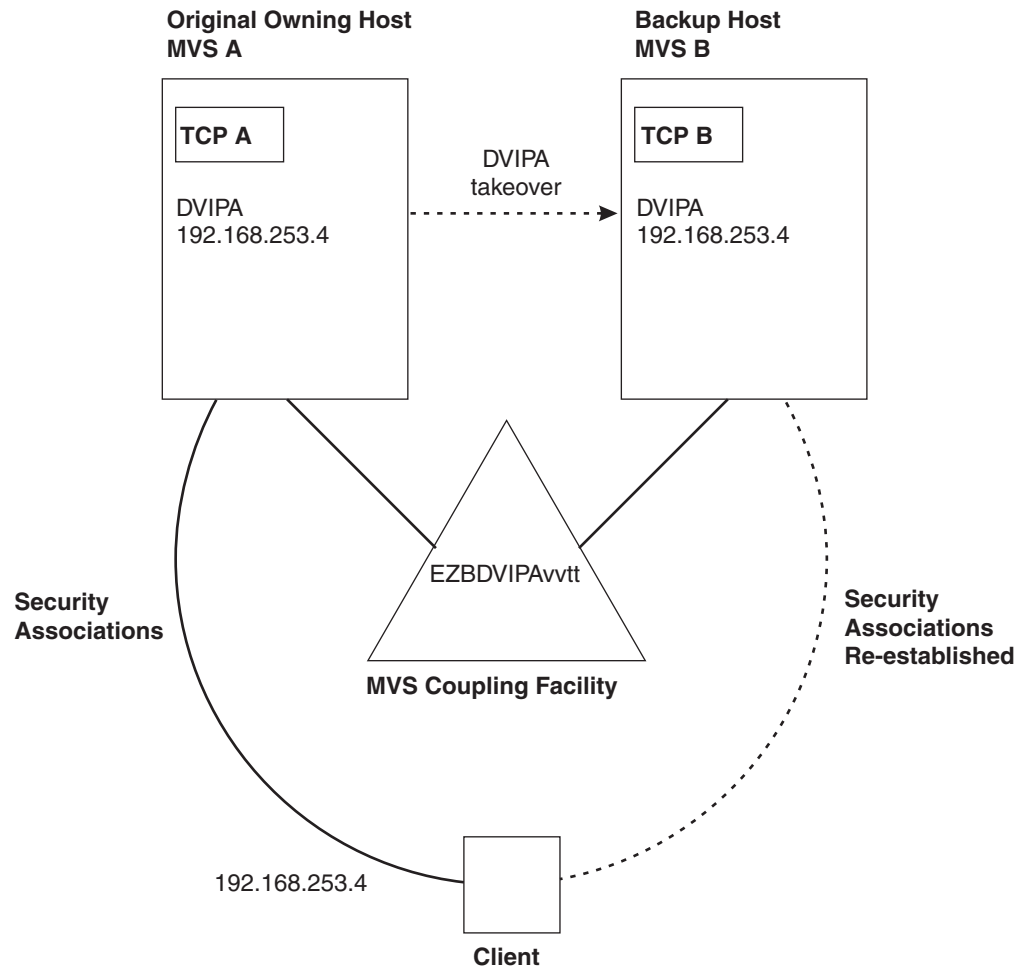 Original Owning Host
MVS A
Backup Host
MVS B
TCP A
TCP B
DVIPA
takeover
DVIPA
192.168.253.4
DVIPA
192.168.253.4
EZBDVIPAvvtt
Security
Associations
Security
Associations
Re-established
MVS Coupling Facility
192.168.253.4
Client